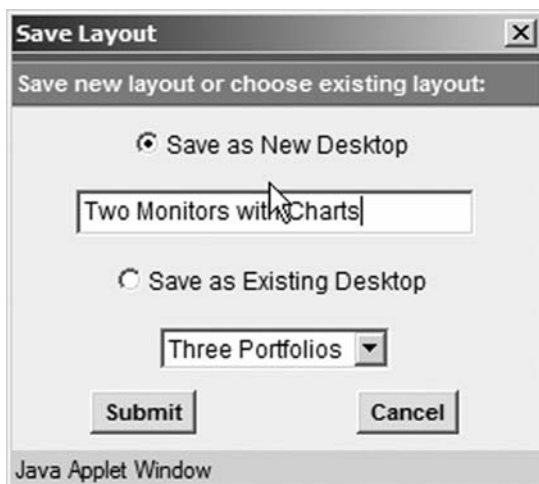 Save Layout
Save new layout or choose existing layout:
Save as New Desktop
Two Monitors with Charts
Save as Existing Desktop
Three Portfolios
Submit Cancel
Java Applet Window